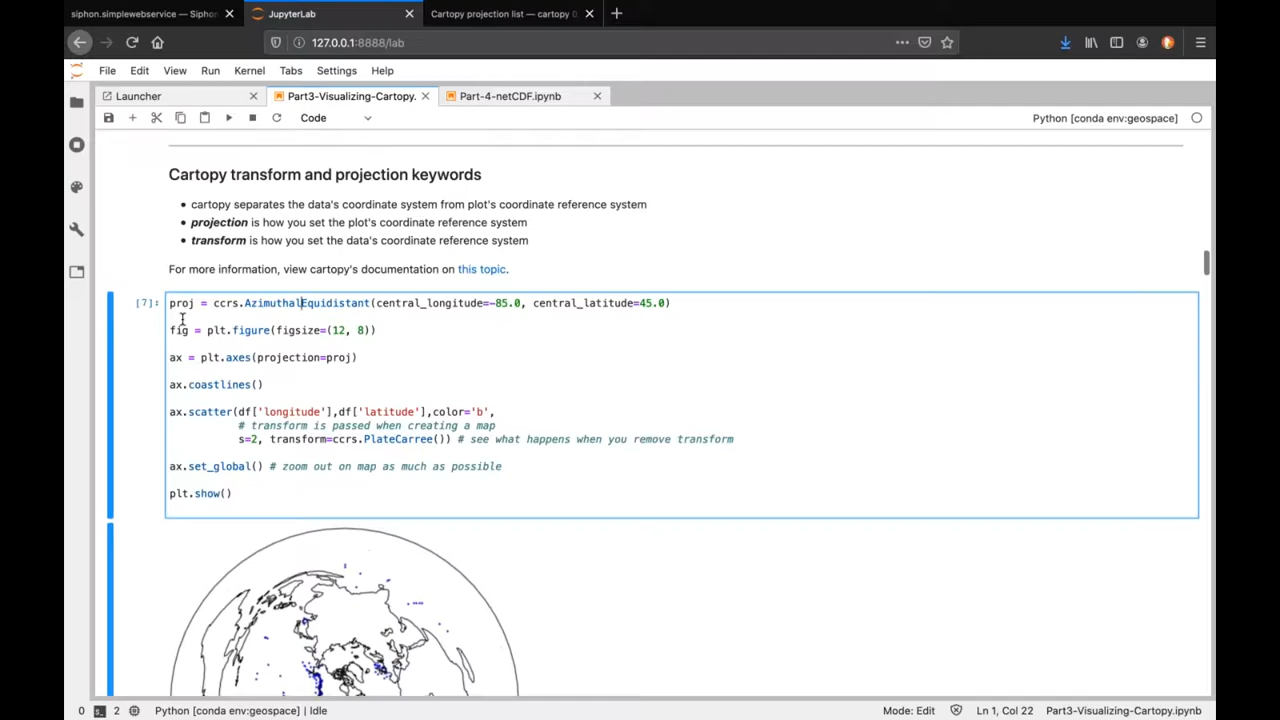 siphon.simplewebservice — Siphon
JupyterLab
Cartopy projection list — cartopy 0
127.0.0.1:8888/lab
File Edit View Run Kernel Tabs Settings Help
Launcher
Part3-Visualizing-Cartopy.
Part-4-netCDF.ipynb
Code
Python [conda env:geospace]
Cartopy transform and projection keywords
• cartopy separates the data's coordinate system from plot's coordinate reference system
• projection is how you set the plot's coordinate reference system
• transform is how you set the data's coordinate reference system
For more information, view cartopy's documentation on this topic.
[7]: proj = ccrs.AzimuthalEquidistant(central_longitude=-85.0, central_latitude=45.0)
fig = plt.figure(figsize=(12, 8))
ax = plt.axes(projection=proj)
ax.coastlines()
ax.scatter(df['longitude'],df['latitude'],color='b',
# transform is passed when creating a map
s=2, transform=ccrs.PlateCarree()) # see what happens when you remove transform
ax.set_global() # zoom out on map as much as possible
plt.show()
0 2 Python [conda env:geospace] | Idle
Mode: Edit
Ln 1, Col 22
Part3-Visualizing-Cartopy.ipynb